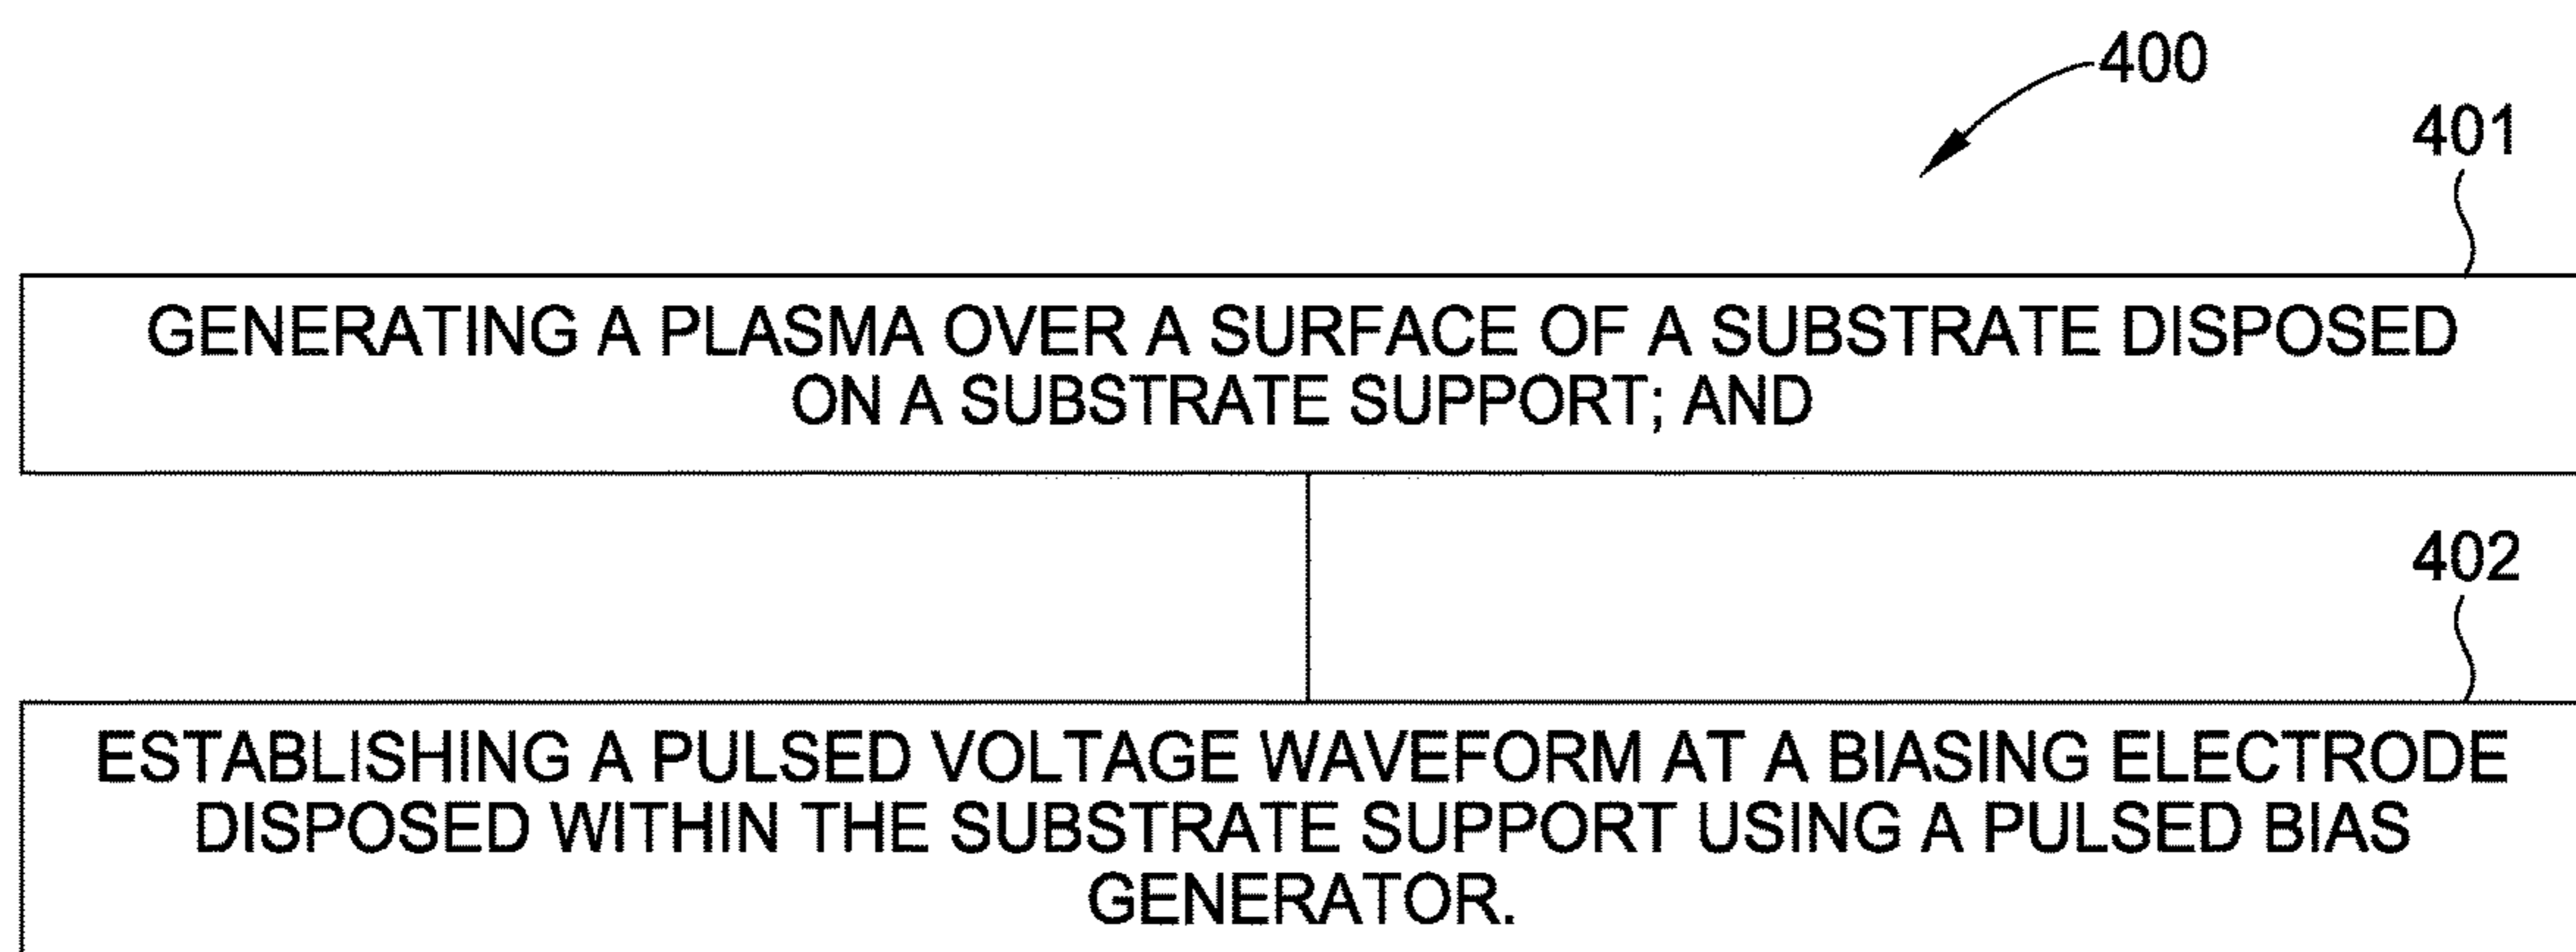 400
401
GENERATING A PLASMA OVER A SURFACE OF A SUBSTRATE DISPOSED
ON A SUBSTRATE SUPPORT; AND
402
ESTABLISHING A PULSED VOLTAGE WAVEFORM AT A BIASING ELECTRODE
DISPOSED WITHIN THE SUBSTRATE SUPPORT USING A PULSED BIAS
GENERATOR.